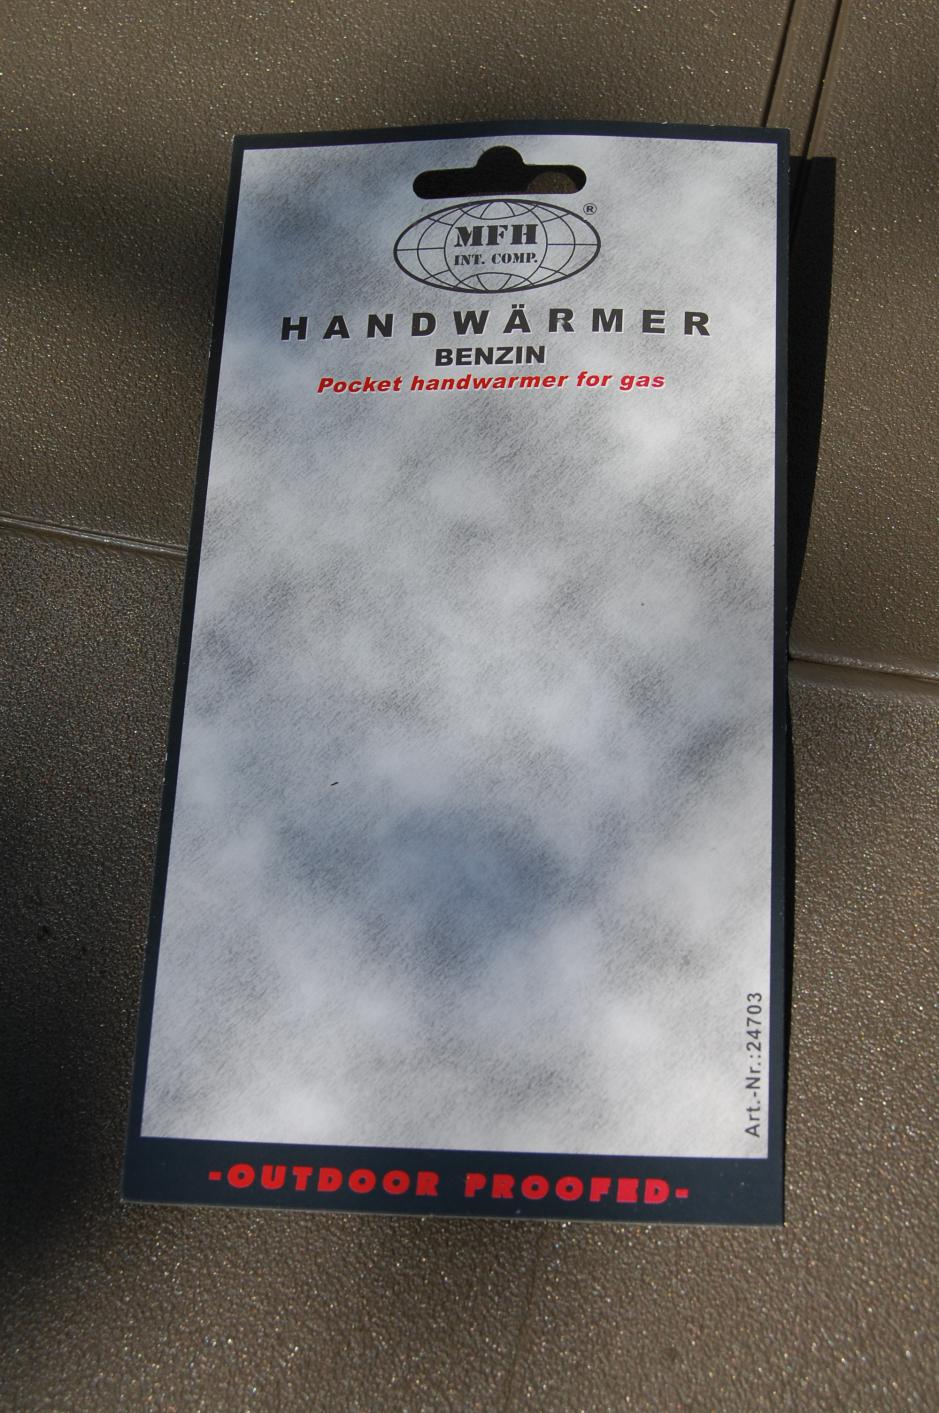 ®
MFH
INT. COMP.
HANDWÄRMER
BENZIN
Pocket handwarmer for gas
Art.-Nr.:24703
-OUTDOOR PROOFED-